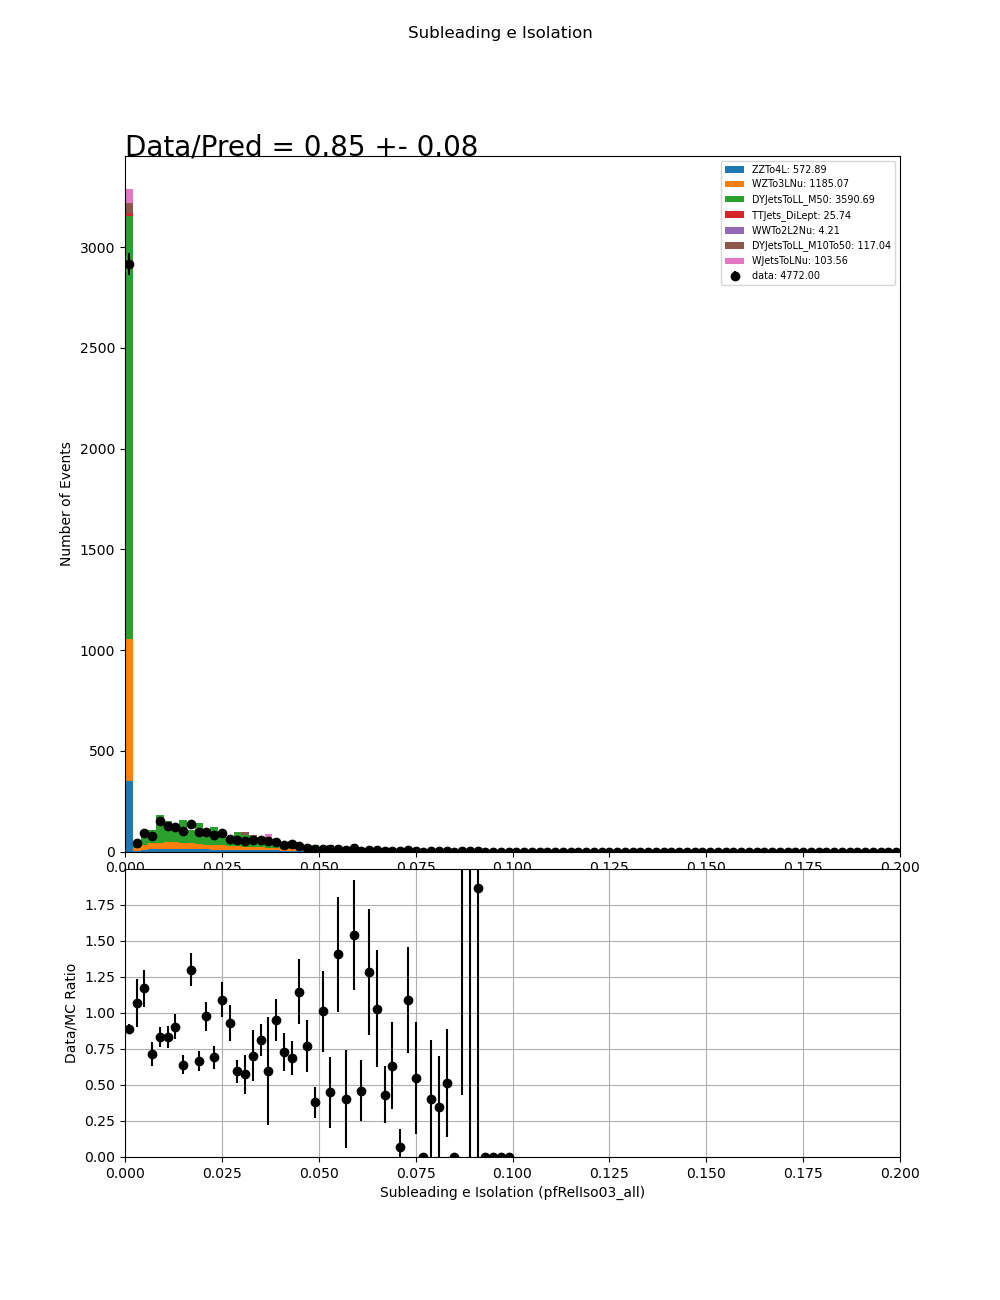 Subleading e Isolation
Data/Pred = 0.85 +- 0.08
ZZTo4L: 572.89
WZTo3LNu: 1185.07
DYJetsToLL_M50: 3590.69
TTJets_DiLept: 25.74
WWTo2L2Nu: 4.21
DYJetsToLL_M10To50: 117.04
WJetsToLNu: 103.56
data: 4772.00
Number of Events
3000
2500
2000
1500
1000
500
0
0.000 0.025 0.050 0.075 0.100 0.125 0.150 0.175 0.200
Data/MC Ratio
1.75
1.50
1.25
1.00
0.75
0.50
0.25
0.00
0.000 0.025 0.050 0.075 0.100 0.125 0.150 0.175 0.200
Subleading e Isolation (pfRelIso03_all)